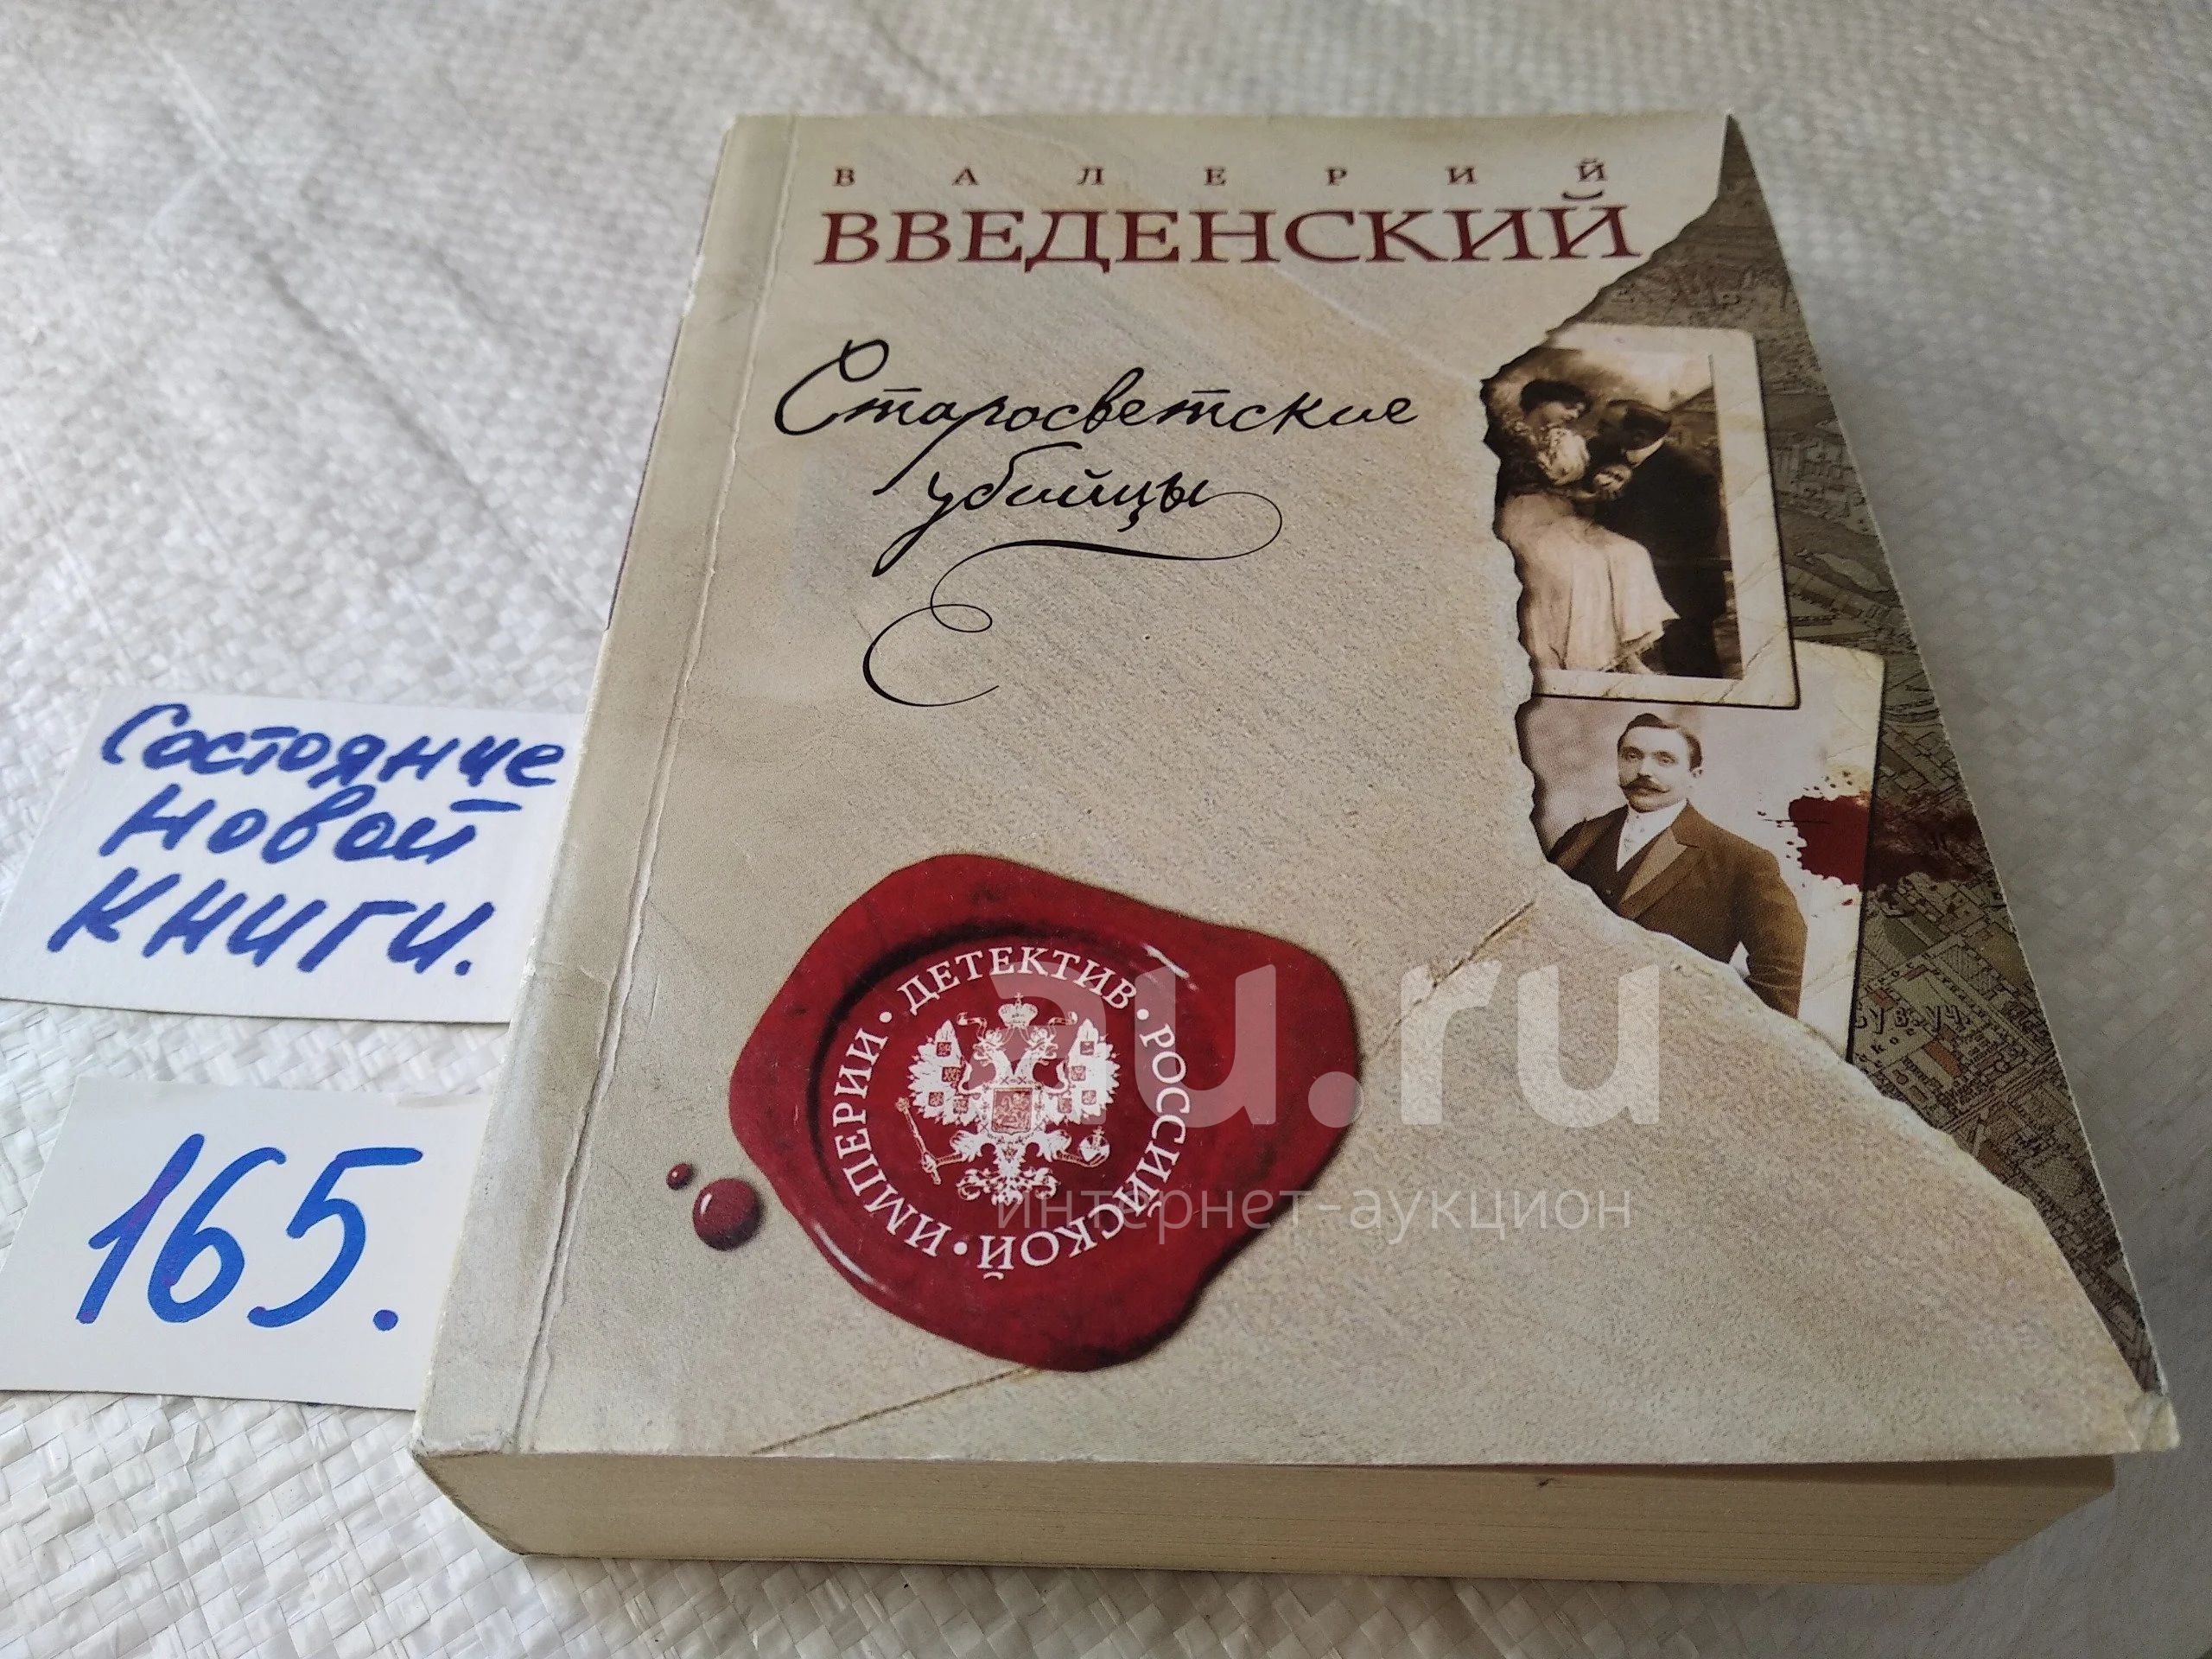 ВАЛЕРИЙ
ВВЕДЕНСКИЙ
Старосветские
убийцы
Состояние
новой
книги.
165.
ДЕТЕКТИВ • РОССИЙСКОЙ • ИМПЕРИИ •
au.ru
интернет-аукцион